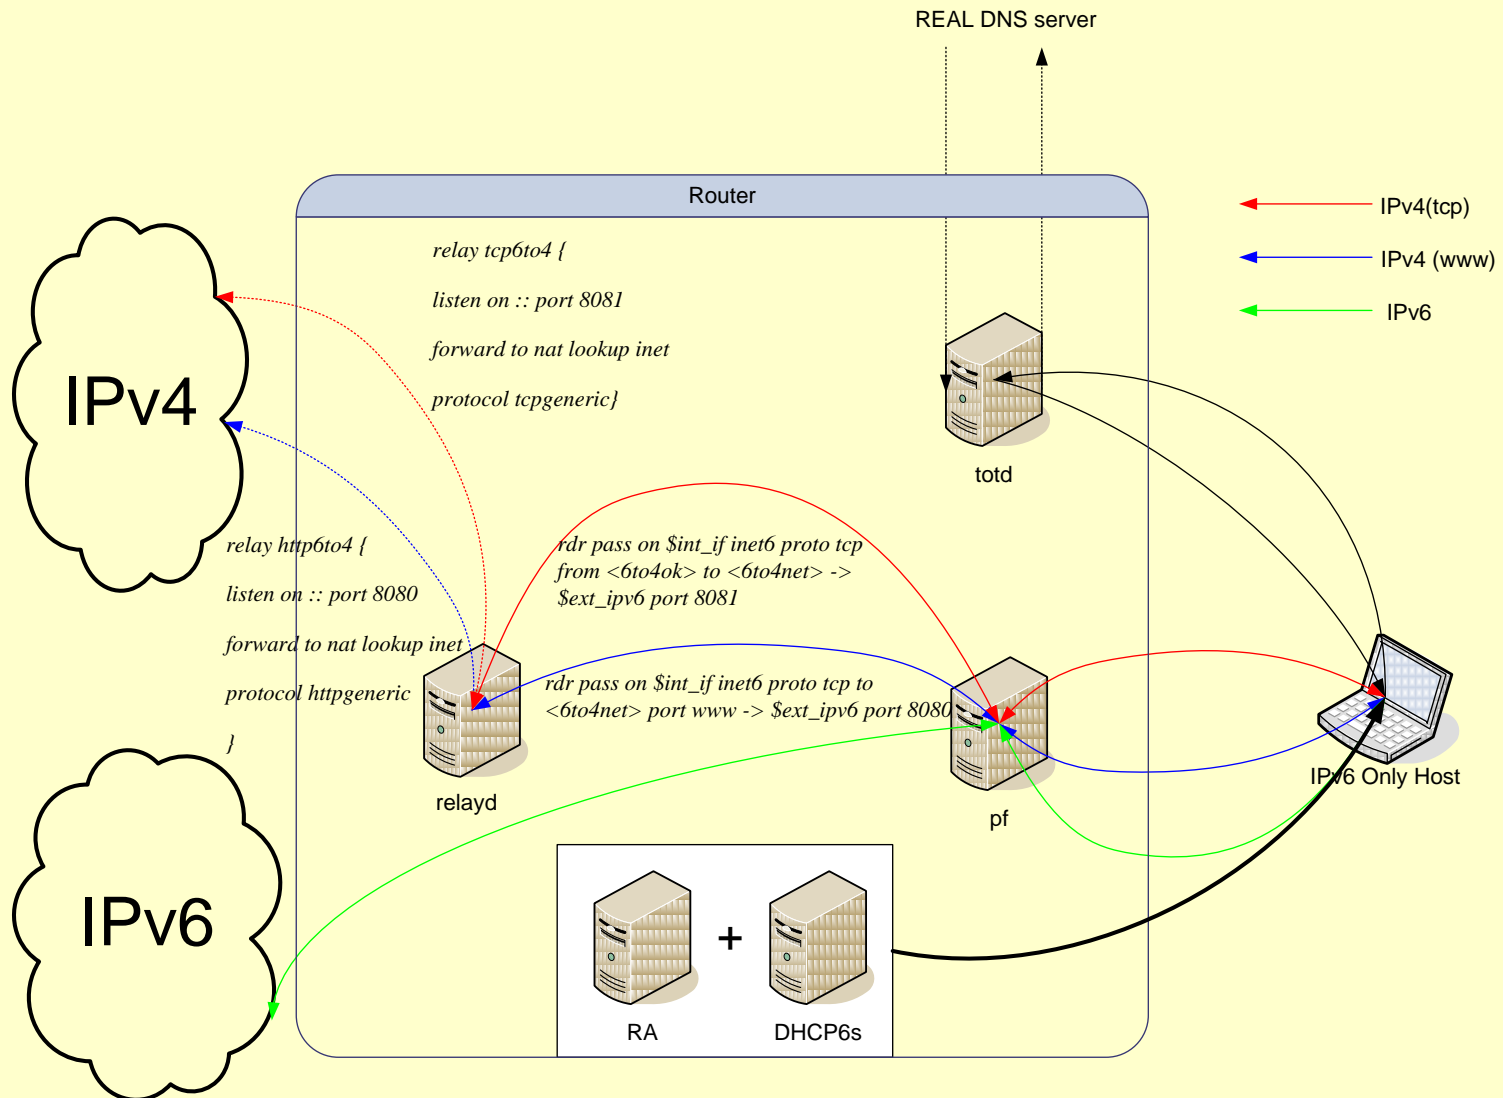 REAL DNS server
Router
IPv4(tcp)
IPv4 (www)
IPv6
relay tcp6to4 {
listen on :: port 8081
forward to nat lookup inet
protocol tcpgeneric}
IPv4
totd
relay http6to4 {
listen on :: port 8080
forward to nat lookup inet
protocol httpgeneric
}
rdr pass on $int_if inet6 proto tcp
from <6to4ok> to <6to4net> ->
$ext_ipv6 port 8081
rdr pass on $int_if inet6 proto tcp to
<6to4net> port www -> $ext_ipv6 port 8080
relayd
pf
IPv6 Only Host
IPv6
+
RA
DHCP6s